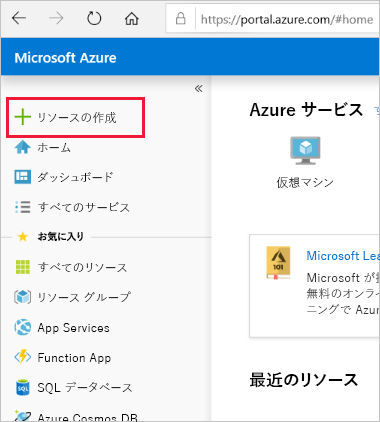 https://portal.azure.com/#home
Microsoft Azure
«
リソースの作成
ホーム
ダッシュボード
すべてのサービス
お気に入り
すべてのリソース
リソース グループ
App Services
Function App
SQL データベース
Azure Cosmos DB
Azure サービス
す
仮想マシン
101
Microsoft Lea
Microsoft が
無料のオンライ
ニングで Azur
最近のリソース